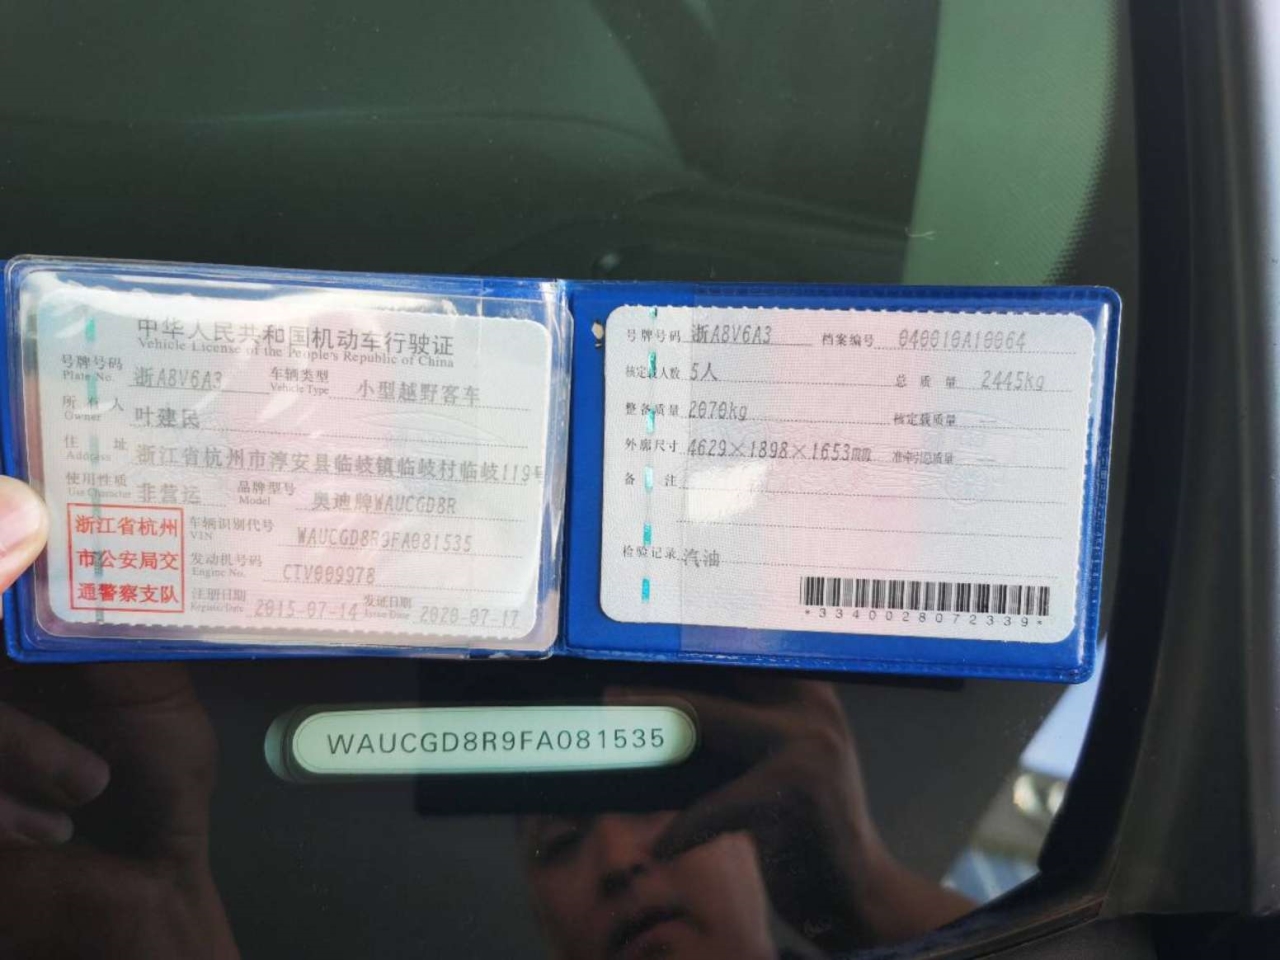 中华人民共和国机动车行驶证
Vehicle License of the People's Republic of China
号牌号码 浙A8V6A3 车辆类型 小型越野客车
Plate No. Vehicle Type
所有人 叶建民
Owner
住址 浙江省杭州市淳安县临岐镇临岐村临岐119号
Address
使用性质 非营运 品牌型号 奥迪牌WAUCGD8R
Use Character Model
浙江省杭州
市公安局交
通警察支队
车辆识别代号 WAUCGD8R9FA081535
VIN
发动机号码 CTV009978
Engine No.
注册日期 2015-07-14 发证日期 2020-07-17
Register Date Issue Date
号牌号码 浙A8V6A3 档案编号 040010A10064
核定载人数 5人 总质量 2445kg
整备质量 2070kg 核定载质量 --
外廓尺寸 4629×1898×1653mm 准牵引总质量 --
备注
检验记录 汽油
*3340028072339*
WAUCGD8R9FA081535